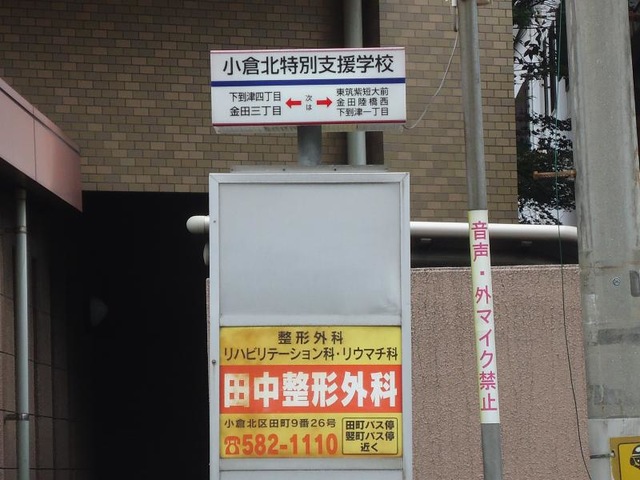 小倉北特別支援学校
下到津四丁目
金田三丁目
次は
東筑紫短大前
金田陸橋西
下到津一丁目
整形外科
リハビリテーション科・リウマチ科
田中整形外科
小倉北区田町9番26号
☎582-1110
田町バス停
竪町バス停
近く
音声・外マイク禁止